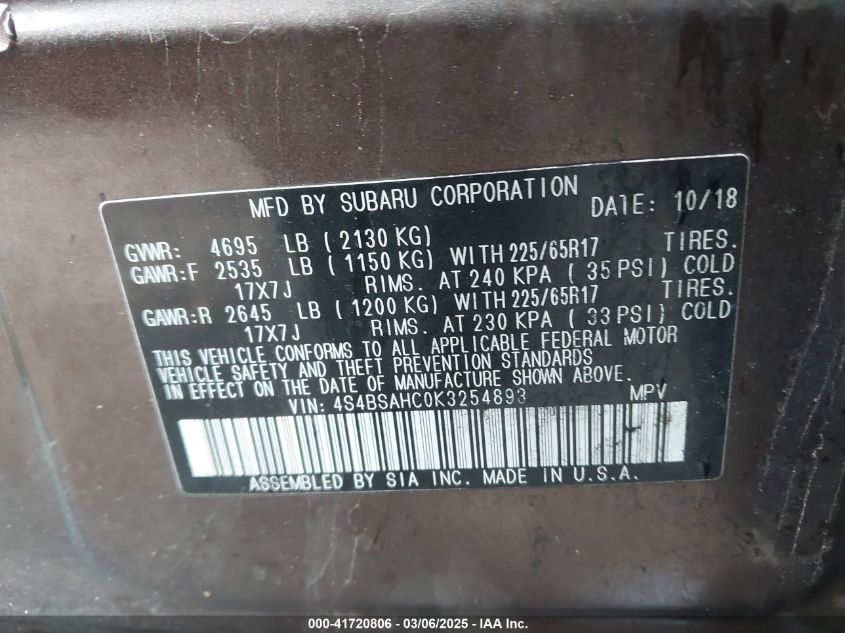 MFD BY SUBARU CORPORATION DATE: 10/18
GVWR: 4695 LB ( 2130 KG)
GAWR:F 2535 LB ( 1150 KG) WITH 225/65R17 TIRES.
17X7J RIMS. AT 240 KPA ( 35 PSI) COLD
GAWR:R 2645 LB ( 1200 KG) WITH 225/65R17 TIRES.
17X7J RIMS. AT 230 KPA ( 33 PSI) COLD
THIS VEHICLE CONFORMS TO ALL APPLICABLE FEDERAL MOTOR
VEHICLE SAFETY AND THEFT PREVENTION STANDARDS
IN EFFECT ON THE DATE OF MANUFACTURE SHOWN ABOVE.
VIN: 4S4BSAHC0K3254893 MPV
ASSEMBLED BY SIA INC. MADE IN U.S.A.
000-41720806 - 03/06/2025 - IAA Inc.